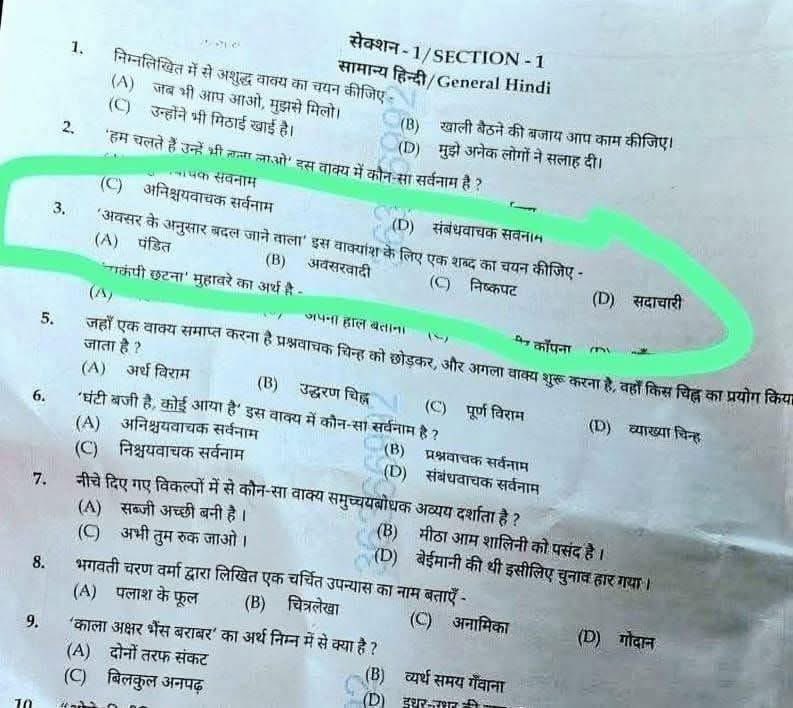 सेक्शन - 1/SECTION - 1
सामान्य हिन्दी/General Hindi
1. निम्नलिखित में से अशुद्ध वाक्य का चयन कीजिए -
(A) जब भी आप आओ, मुझसे मिलो।
(B) खाली बैठने की बजाय आप काम कीजिए।
(C) उन्होंने भी मिठाई खाई है।
(D) मुझे अनेक लोगों ने सलाह दी।
2. 'हम चलते हैं उन्हें भी बुला लाओ' इस वाक्य में कौन-सा सर्वनाम है ?
सर्वनाम
(C) अनिश्चयवाचक सर्वनाम
(D) संबंधवाचक सर्वनाम
3. 'अवसर के अनुसार बदल जाने वाला' इस वाक्यांश के लिए एक शब्द का चयन कीजिए -
(A) पंडित (B) अवसरवादी (C) निष्कपट (D) सदाचारी
छूटना' मुहावरे का अर्थ है -
(A) अपना हाल बताना काँपना
5. जहाँ एक वाक्य समाप्त करना है प्रश्नवाचक चिन्ह को छोड़कर, और अगला वाक्य शुरू करना है, वहाँ किस चिह्न का प्रयोग किया
जाता है ?
(A) अर्ध विराम (B) उद्धरण चिह्न (C) पूर्ण विराम (D) व्याख्या चिन्ह
6. 'घंटी बजी है, कोई आया है' इस वाक्य में कौन-सा सर्वनाम है ?
(A) अनिश्चयवाचक सर्वनाम
(B) प्रश्नवाचक सर्वनाम
(C) निश्चयवाचक सर्वनाम
(D) संबंधवाचक सर्वनाम
7. नीचे दिए गए विकल्पों में से कौन-सा वाक्य समुच्चयबोधक अव्यय दर्शाता है ?
(A) सब्जी अच्छी बनी है।
(B) मीठा आम शालिनी को पसंद है।
(C) अभी तुम रुक जाओ।
(D) बेईमानी की थी इसीलिए चुनाव हार गया।
8. भगवती चरण वर्मा द्वारा लिखित एक चर्चित उपन्यास का नाम बताएँ -
(A) पलाश के फूल (B) चित्रलेखा (C) अनामिका (D) गोदान
9. 'काला अक्षर भैंस बराबर' का अर्थ निम्न में से क्या है ?
(A) दोनों तरफ संकट
(B) व्यर्थ समय गँवाना
(C) बिलकुल अनपढ़
(D) इधर-उधर की
10